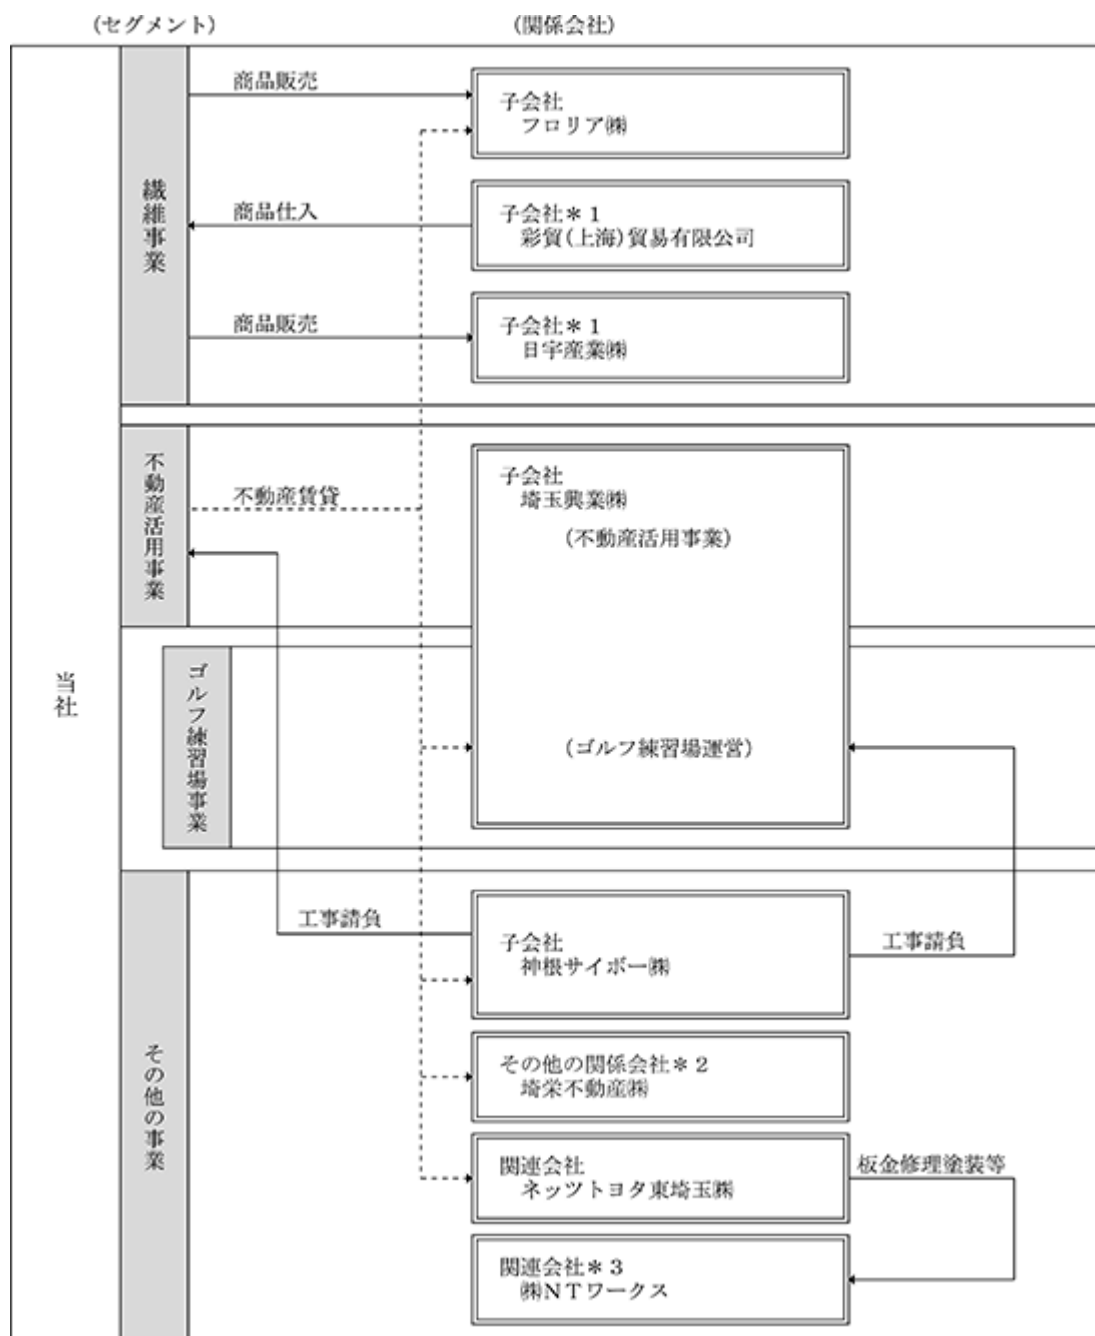 (セグメント)
(関係会社)
当社
繊維事業
商品販売
子会社
フロリア㈱
商品仕入
子会社＊1
彩貿(上海)貿易有限公司
商品販売
子会社＊1
日宇産業㈱
不動産活用事業
不動産賃貸
子会社
埼玉興業㈱
(不動産活用事業)
ゴルフ練習場事業
(ゴルフ練習場運営)
その他の事業
工事請負
子会社
神根サイボー㈱
工事請負
その他の関係会社＊2
埼栄不動産㈱
関連会社
ネッツトヨタ東埼玉㈱
板金修理塗装等
関連会社＊3
㈱NTワークス